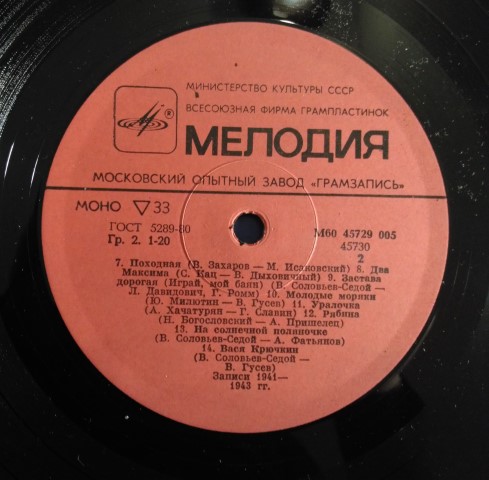 МИНИСТЕРСТВО КУЛЬТУРЫ СССР
ВСЕСОЮЗНАЯ ФИРМА ГРАМПЛАСТИНОК
®
МЕЛОДИЯ
МОСКОВСКИЙ ОПЫТНЫЙ ЗАВОД «ГРАМЗАПИСЬ»
МОНО ▽ 33
ГОСТ 5289-80
Гр. 2. 1-20
М60 45729 005
45730
2
7. Походная (В. Захаров — М. Исаковский) 8. Два
Максима (С. Кац — В. Дыховичный) 9. Застава
дорогая (Играй, мой баян) (В. Соловьев-Седой —
Л. Давидович, Г. Ромм) 10. Молодые моряки
(Ю. Милютин — В. Гусев) 11. Уралочка
(А. Хачатурян — Г. Славин) 12. Рябина
(Н. Богословский — А. Пришелец)
13. На солнечной поляночке
(В. Соловьев-Седой — А. Фатьянов)
14. Вася Крючкин
(В. Соловьев-Седой —
В. Гусев)
Записи 1941—
1943 гг.